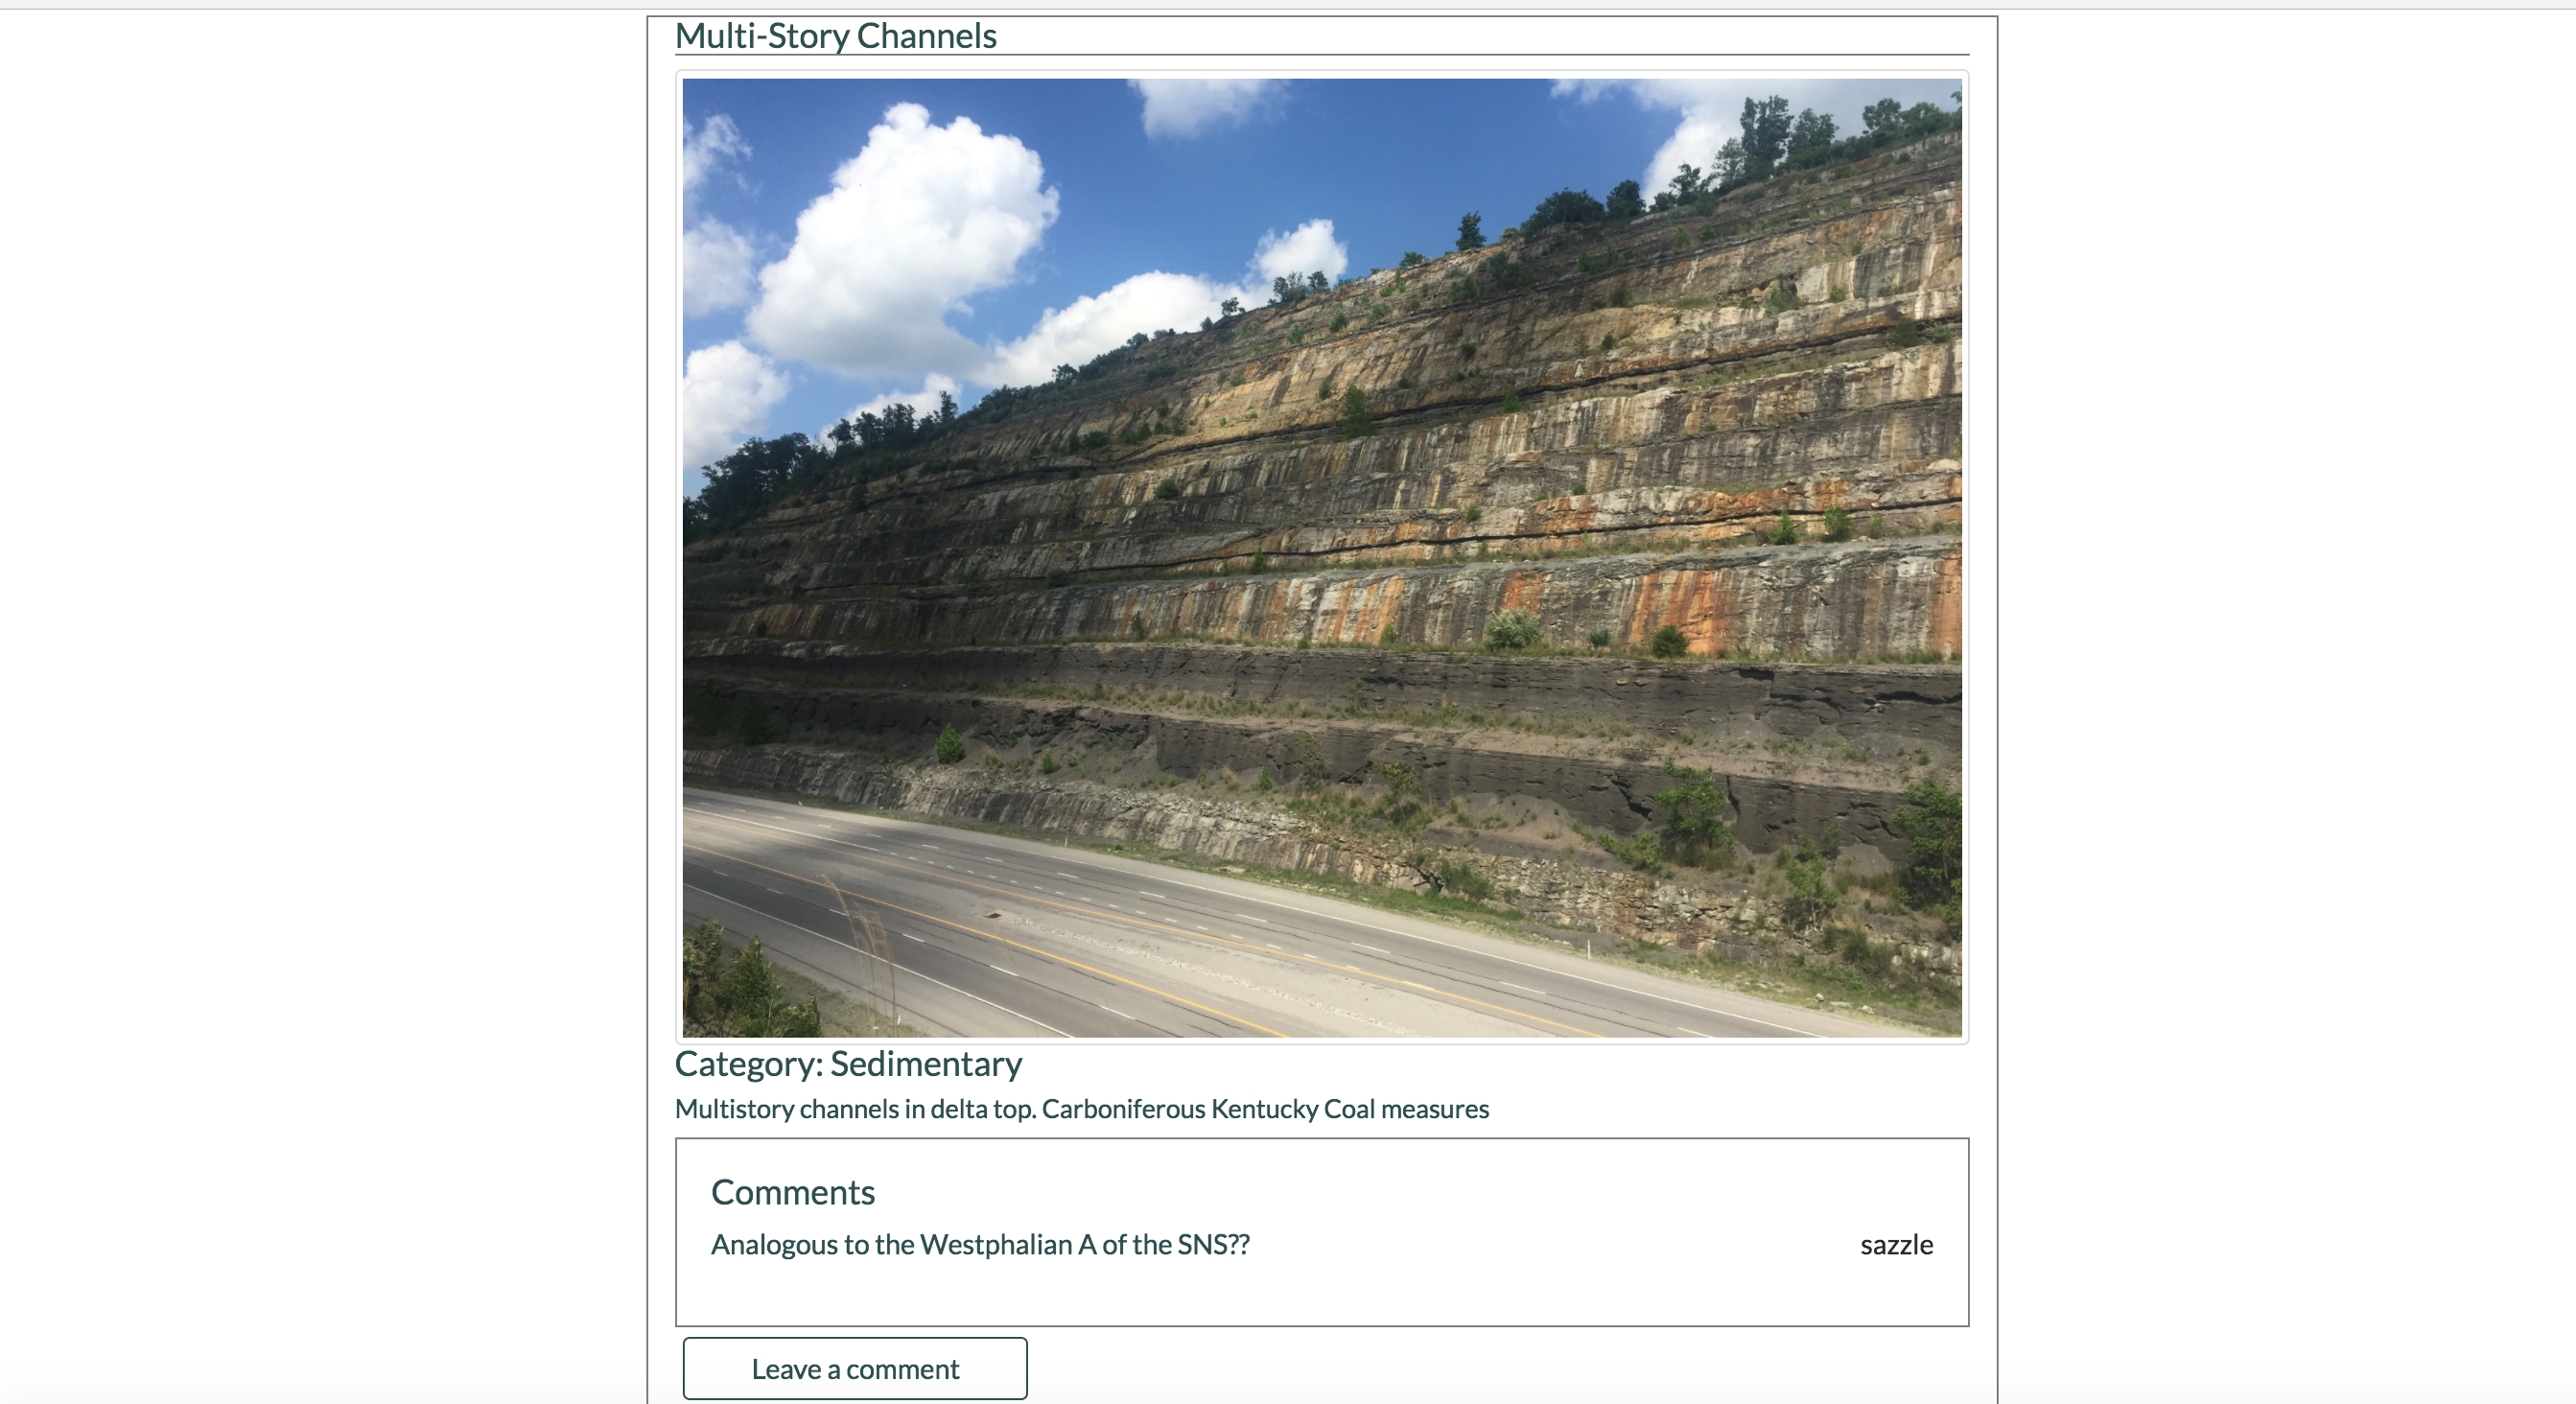 Multi-Story Channels
Category: Sedimentary
Multistory channels in delta top. Carboniferous Kentucky Coal measures
Comments
Analogous to the Westphalian A of the SNS??
sazzle
Leave a comment